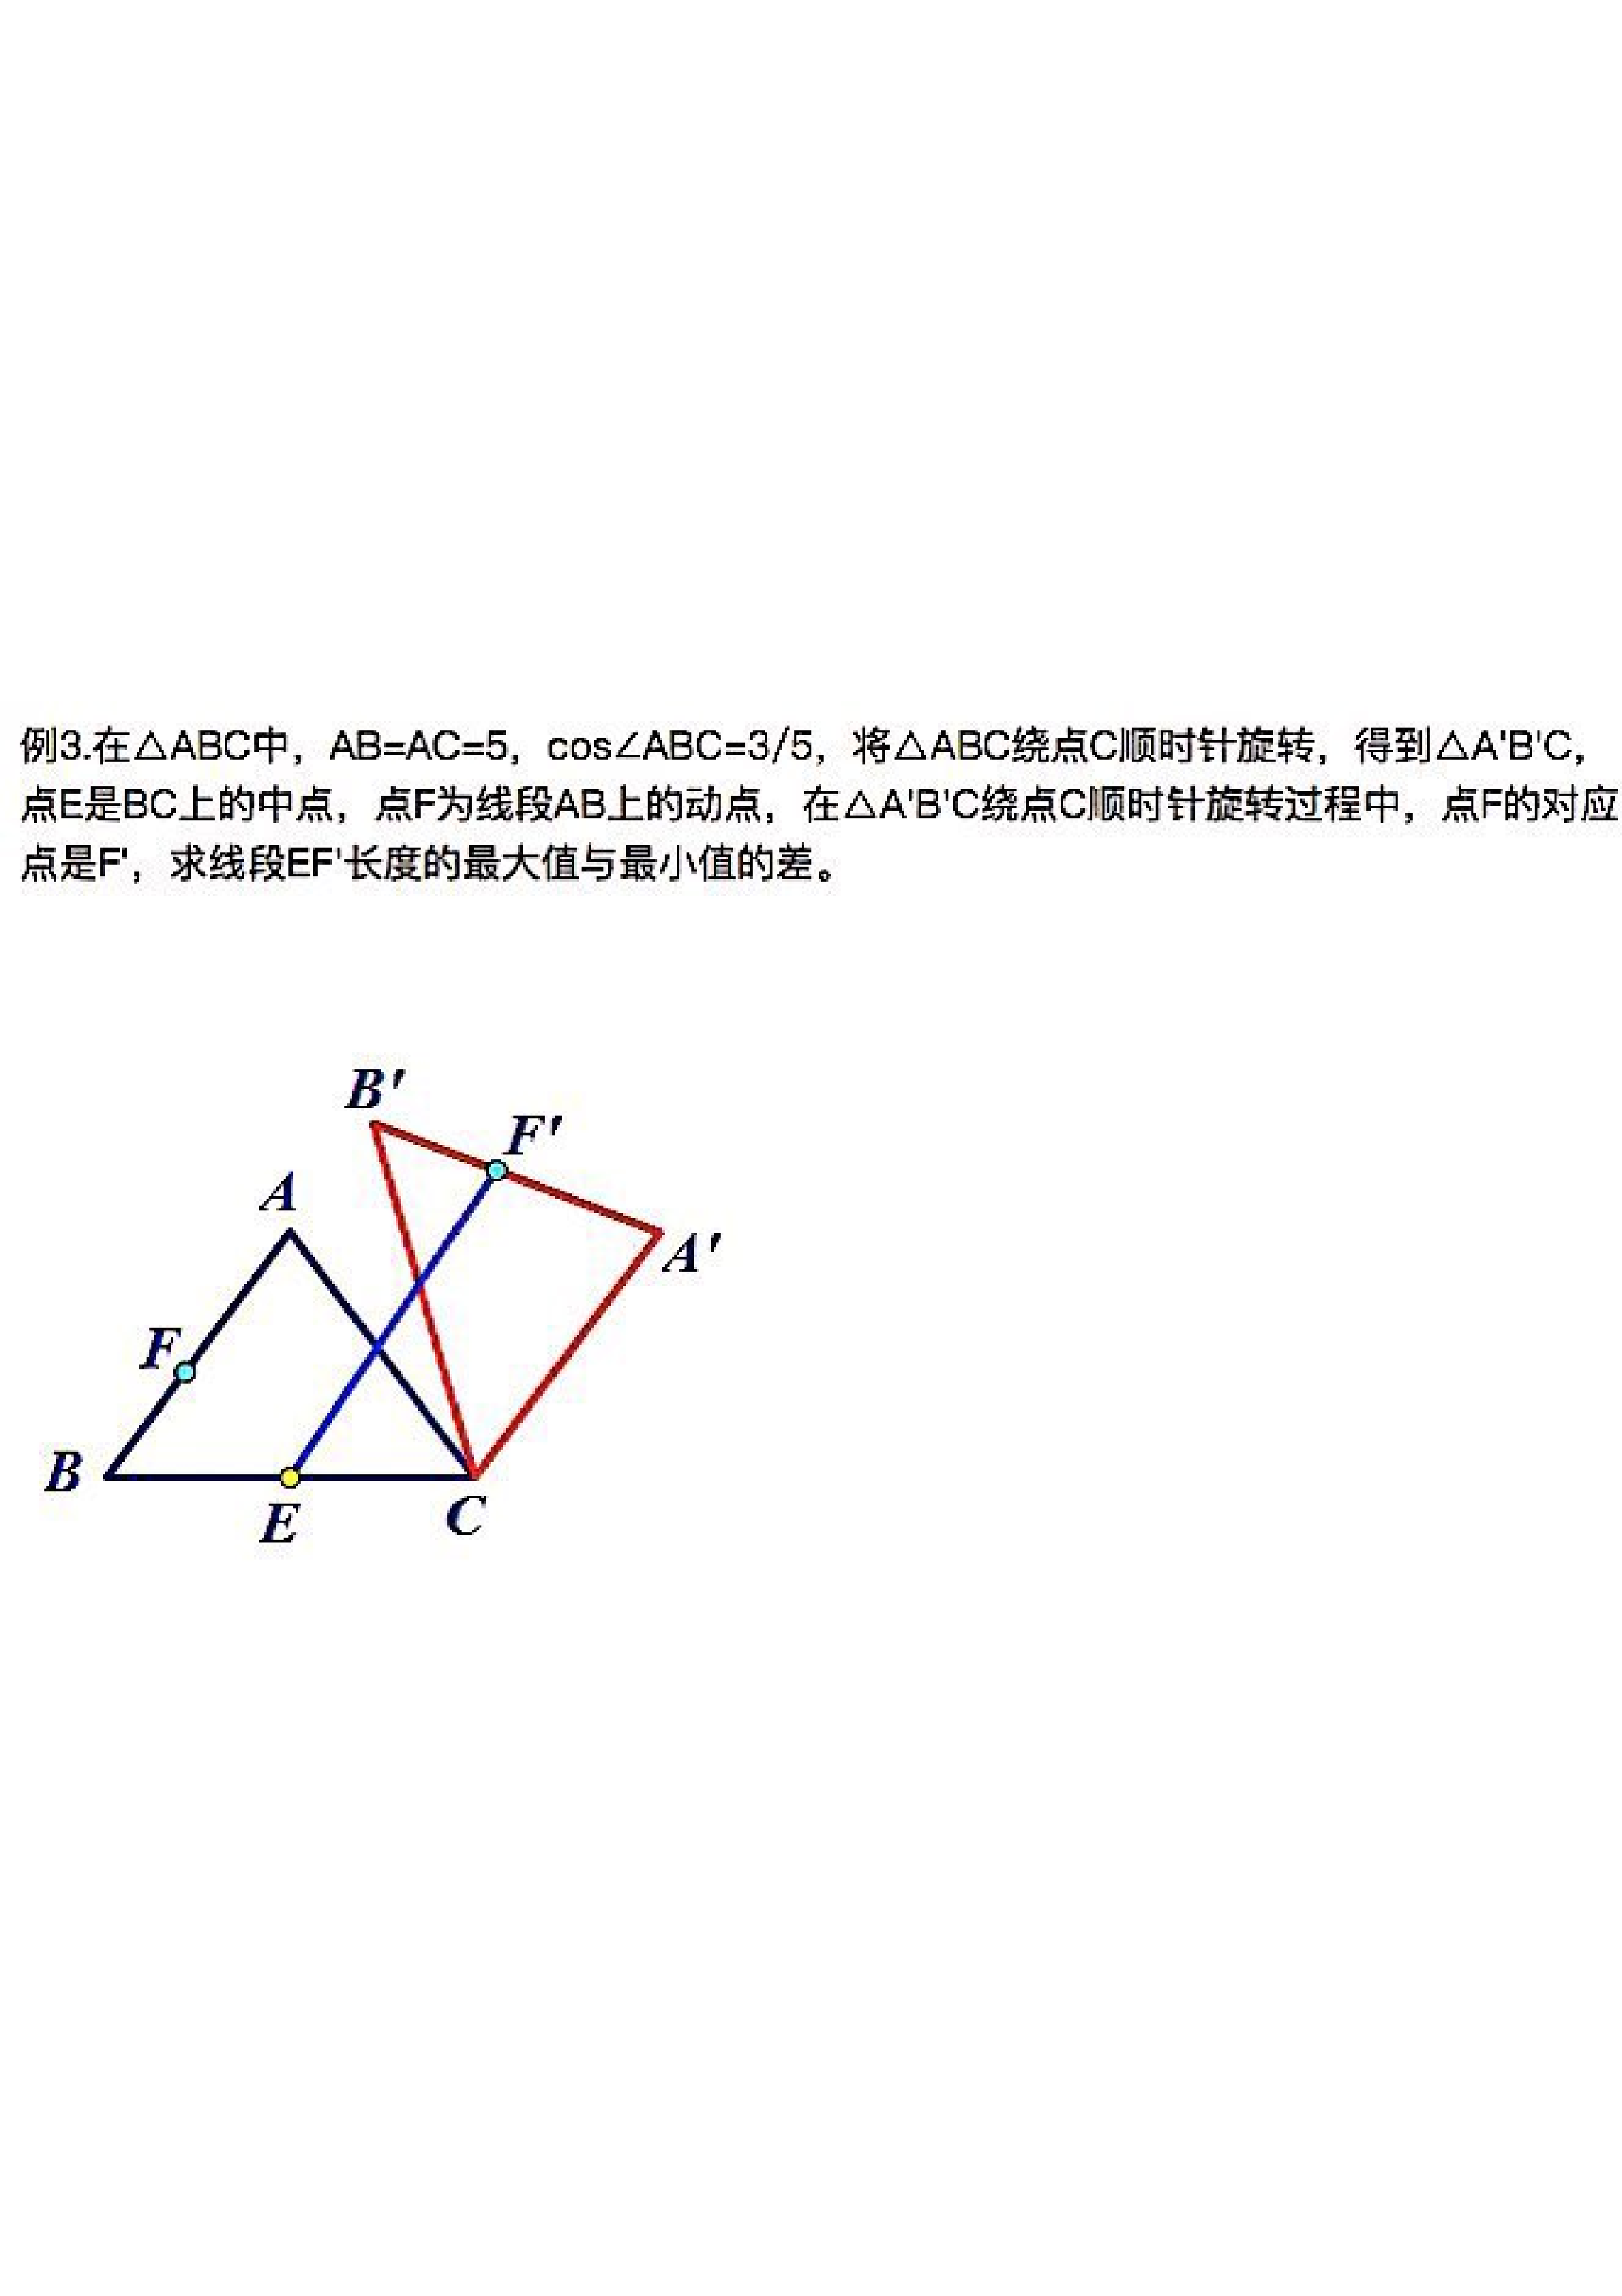 例3.在△ABC中，AB=AC=5，cos∠ABC=3/5，将△ABC绕点C顺时针旋转，得到△A'B'C，
点E是BC上的中点，点F为线段AB上的动点，在△A'B'C绕点C顺时针旋转过程中，点F的对应
点是F'，求线段EF'长度的最大值与最小值的差。
B'
F'
A
A'
F
B
E
C